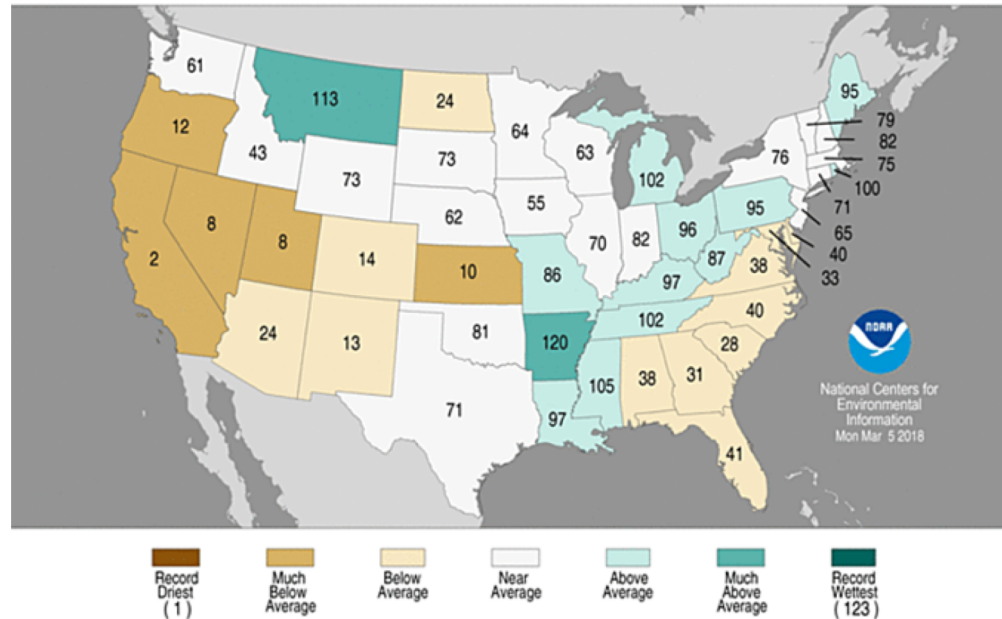 61
113
24
95
12
43
64
79
82
73
73
63
102
76
75
100
71
65
40
33
2
8
8
14
62
10
55
70
82
96
95
87
38
86
97
24
13
81
120
102
40
28
71
97
105
38
31
41
NOAA
National Centers for
Environmental
Information
Mon Mar 5 2018
Record
Driest
(1)
Much
Below
Average
Below
Average
Near
Average
Above
Average
Much
Above
Average
Record
Wettest
(123)